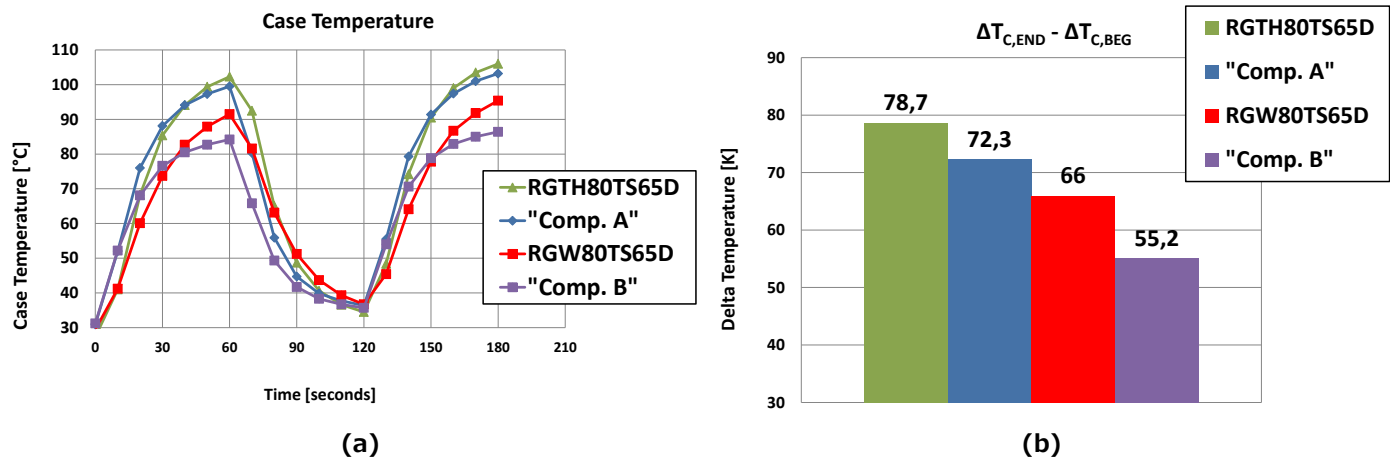 Case Temperature
Case Temperature [°C]
110
100
90
80
70
60
50
40
30
0 30 60 90 120 150 180 210
Time [seconds]
RGTH80TS65D
"Comp. A"
RGW80TS65D
"Comp. B"
(a)
ΔTC,END - ΔTC,BEG
Delta Temperature [K]
90
80
70
60
50
40
30
78,7
72,3
66
55,2
RGTH80TS65D
"Comp. A"
RGW80TS65D
"Comp. B"
(b)